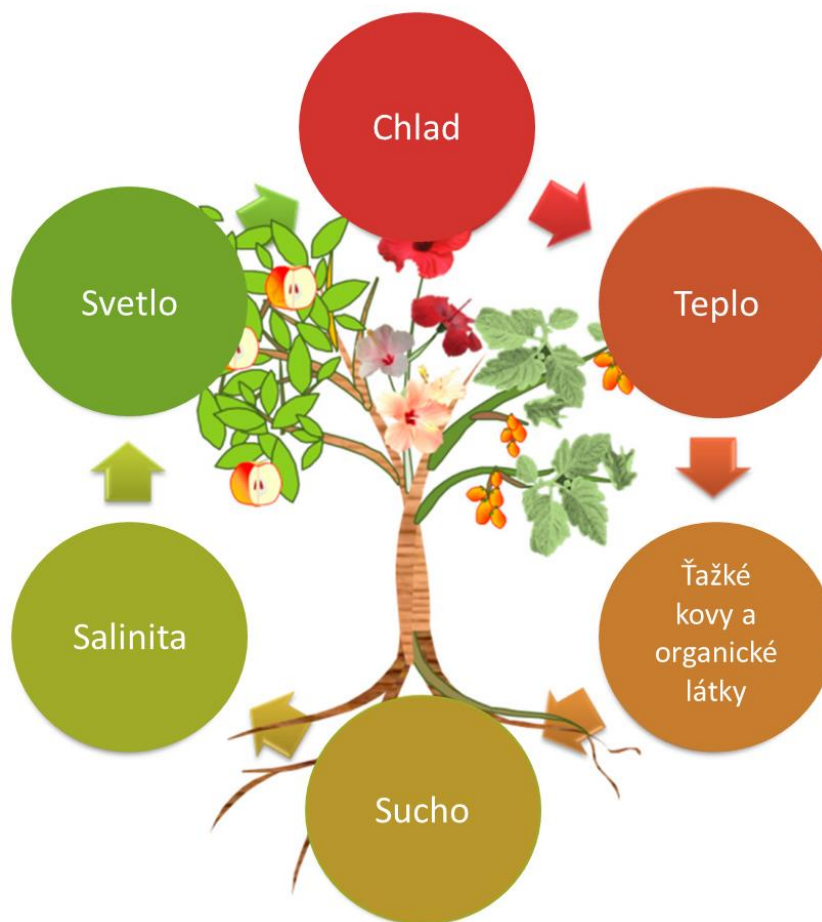 Chlad
Teplo
Ťažké
kovy a
organické
látky
Sucho
Salinita
Svetlo